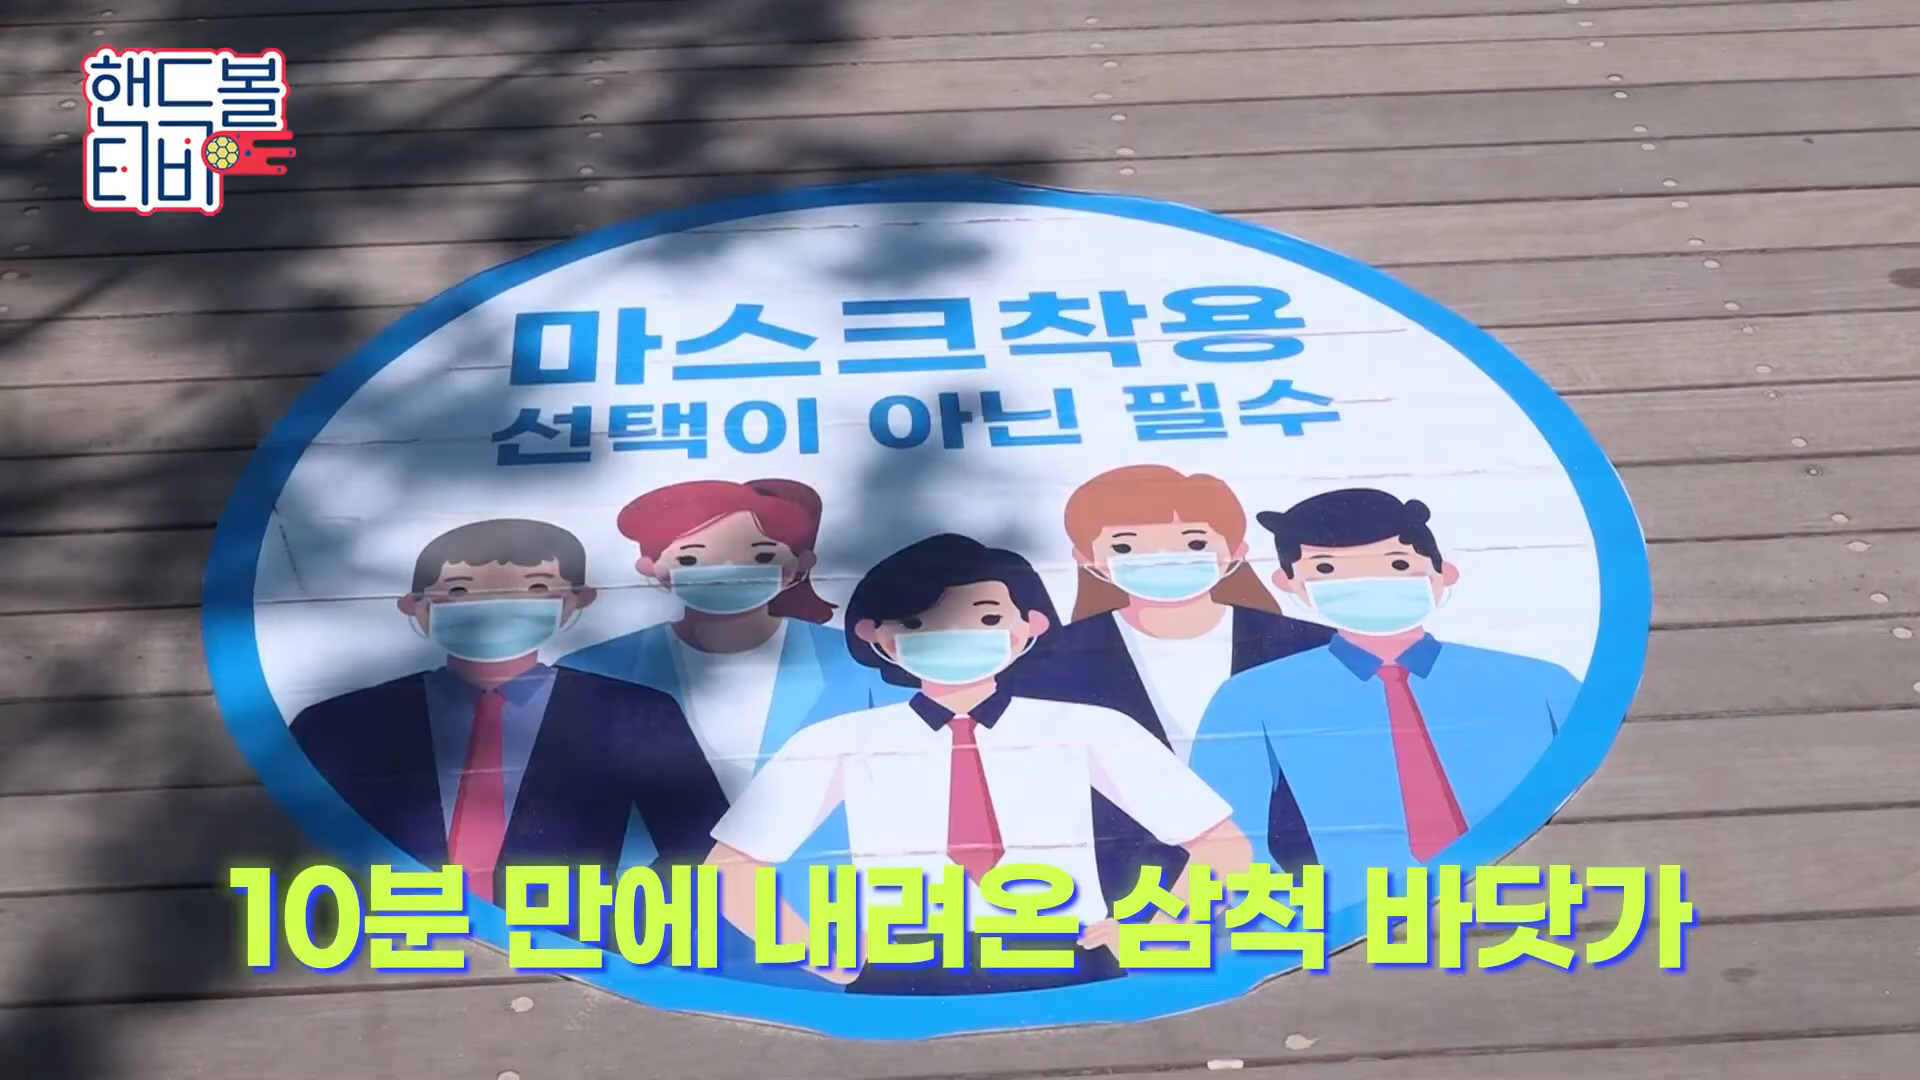 핸드볼
티비
마스크착용
선택이 아닌 필수
10분 만에 내려온 삼척 바닷가